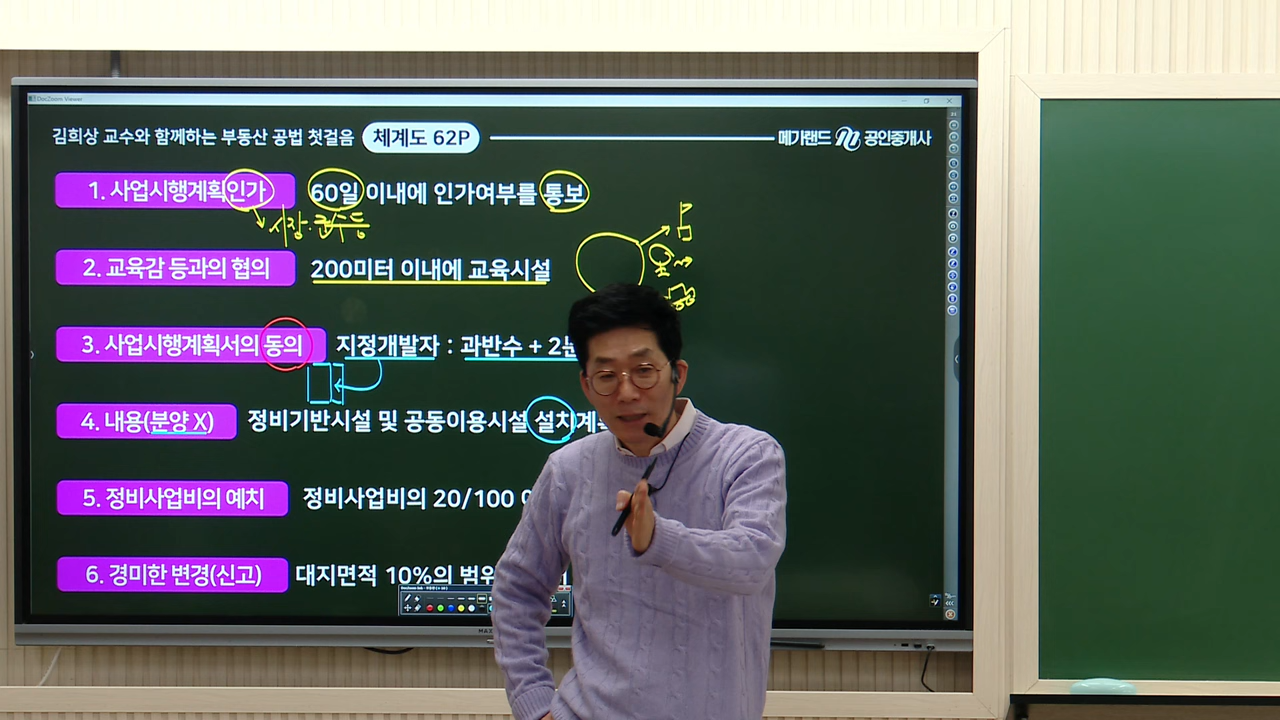 DocZoom Viewer
김희상 교수와 함께하는 부동산 공법 첫걸음 체계도 62P 메가랜드 공인중개사
1. 사업시행계획인가 60일 이내에 인가여부를 통보
시장·군수등
2. 교육감 등과의 협의 200미터 이내에 교육시설
3. 사업시행계획서의 동의 지정개발자 : 과반수 + 2분
4. 내용(분양 X) 정비기반시설 및 공동이용시설 설치계
5. 정비사업비의 예치 정비사업비의 20/100
6. 경미한 변경(신고) 대지면적 10%의 범위